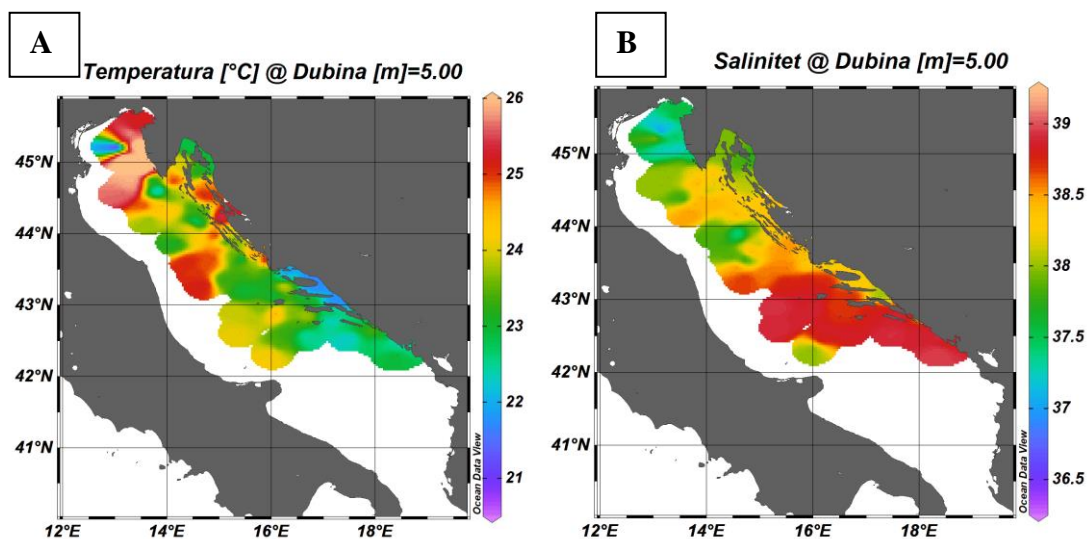 A
Temperatura [°C] @ Dubina [m]=5.00
45°N
44°N
43°N
42°N
41°N
12°E
14°E
16°E
18°E
26
25
24
23
22
21
Ocean Data View
B
Salinitet @ Dubina [m]=5.00
45°N
44°N
43°N
42°N
41°N
12°E
14°E
16°E
18°E
39
38.5
38
37.5
37
36.5
Ocean Data View